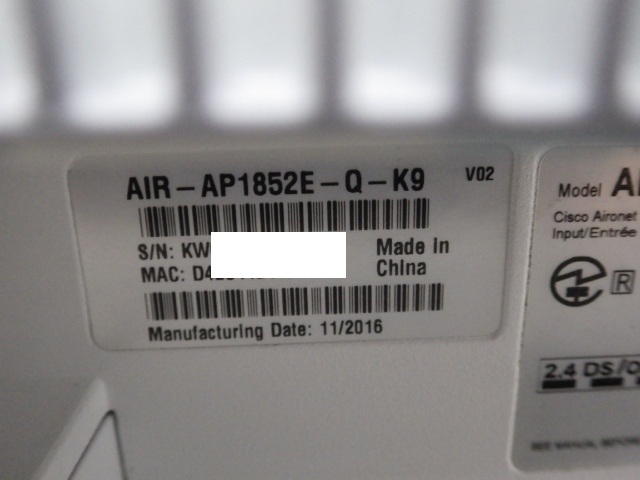 AIR-AP1852E-Q-K9 V02
S/N: KW
Made In
MAC: D4
China
Manufacturing Date: 11/2016
Model
Cisco Aironet
Input/Entrée
R
2.4 DS/O